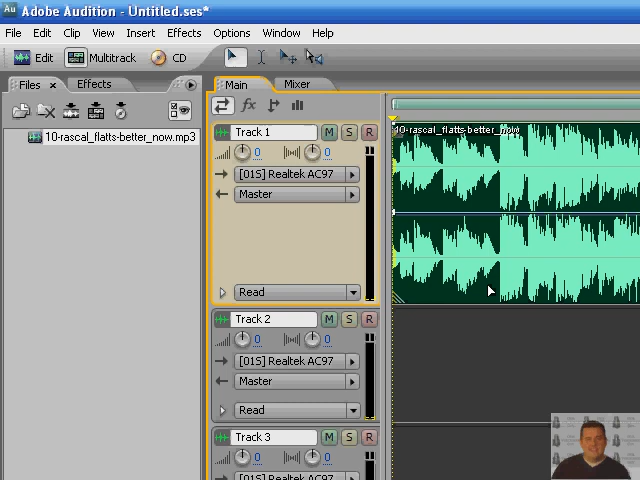 Au Adobe Audition - Untitled.ses*
File Edit Clip View Insert Effects Options Window Help
Edit Multitrack CD
Files x Effects
Main Mixer
fx
10-rascal_flatts-better_now.mp3
Track 1 M S R
0 0
[01S] Realtek AC97
Master
Read
10-rascal_flatts-better_now
Track 2 M S R
0 0
[01S] Realtek AC97
Master
Read
Track 3 M S R
0 0
[01S] Realtek AC97